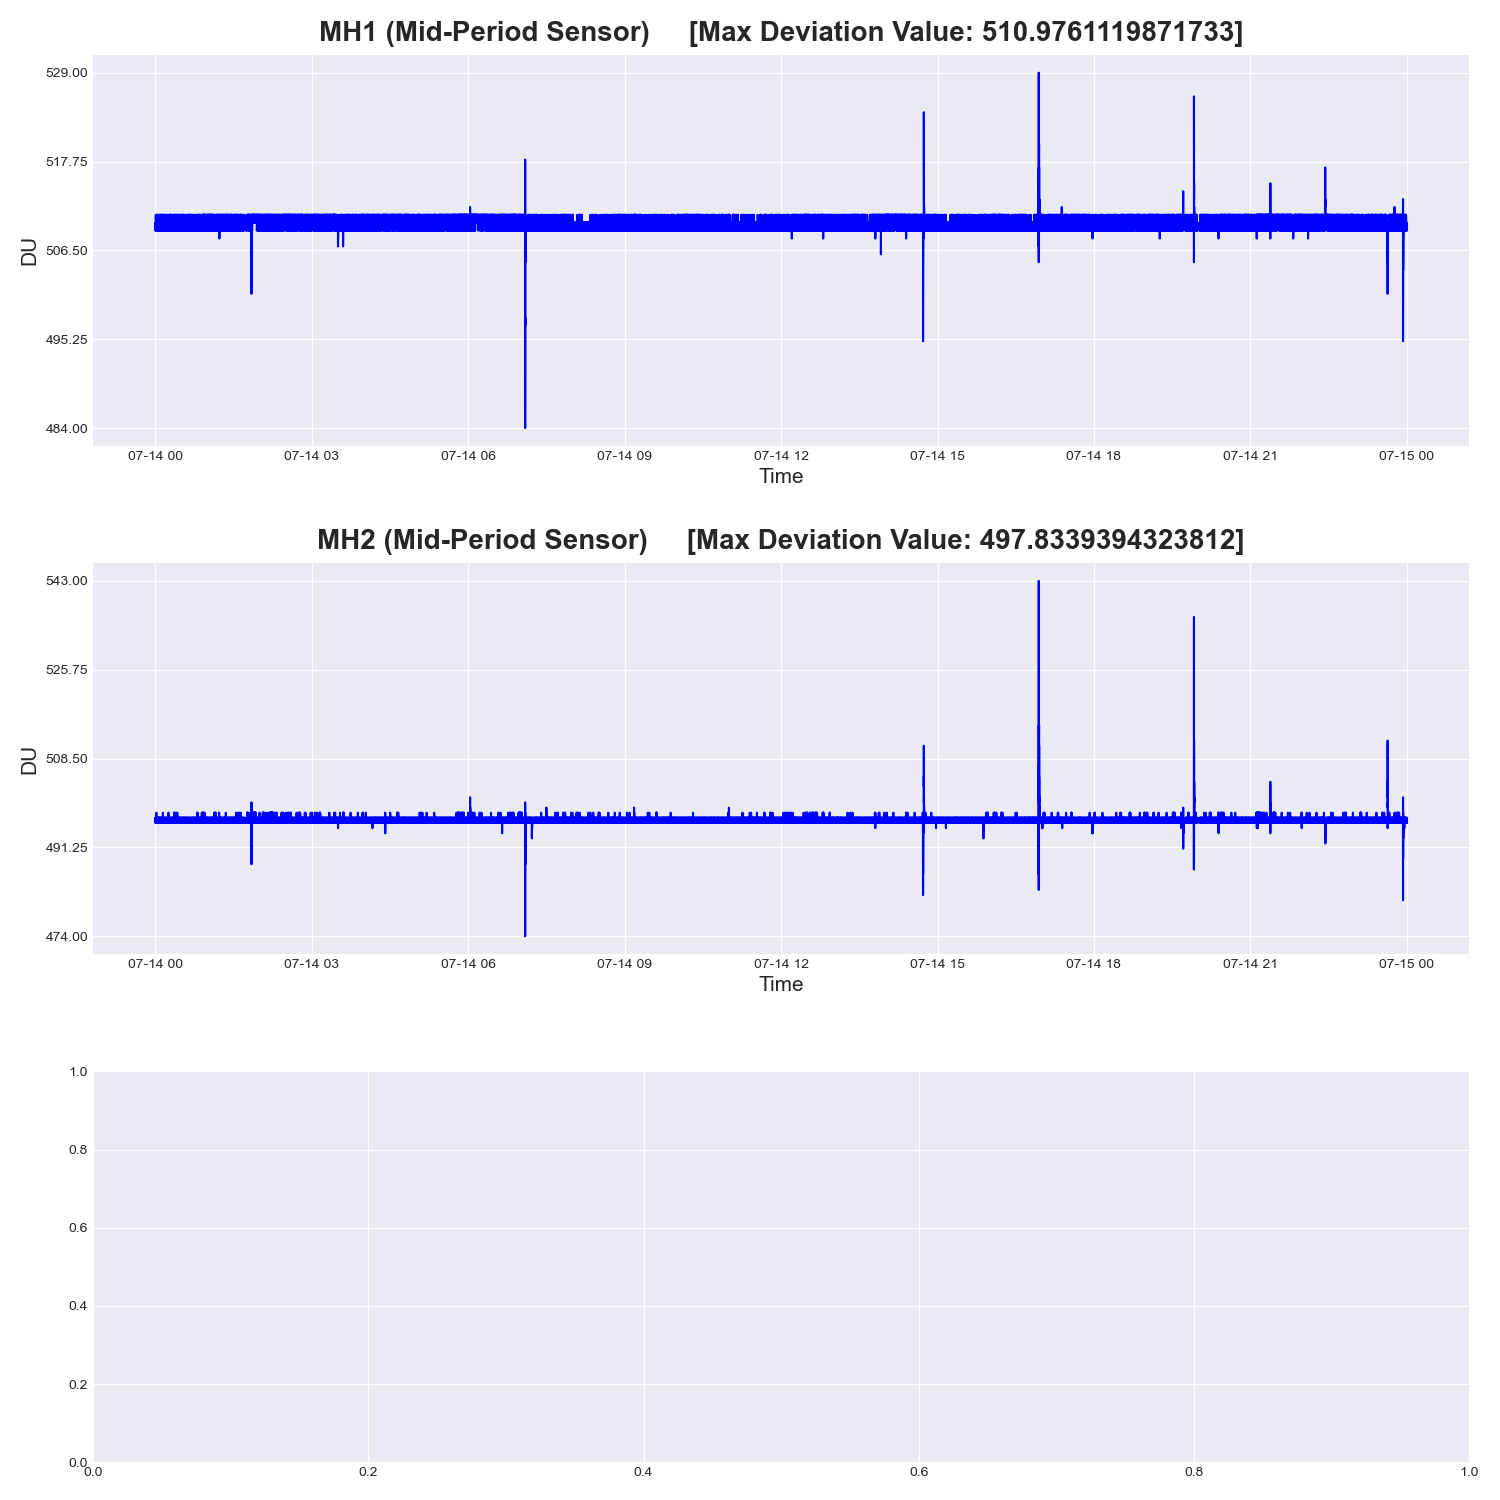 MH1 (Mid-Period Sensor) [Max Deviation Value: 510.9761119871733]
529.00
517.75
506.50
495.25
484.00
DU
07-14 00 07-14 03 07-14 06 07-14 09 07-14 12 07-14 15 07-14 18 07-14 21 07-15 00
Time
MH2 (Mid-Period Sensor) [Max Deviation Value: 497.8339394323812]
543.00
525.75
508.50
491.25
474.00
DU
07-14 00 07-14 03 07-14 06 07-14 09 07-14 12 07-14 15 07-14 18 07-14 21 07-15 00
Time
1.0
0.8
0.6
0.4
0.2
0.0
0.0 0.2 0.4 0.6 0.8 1.0